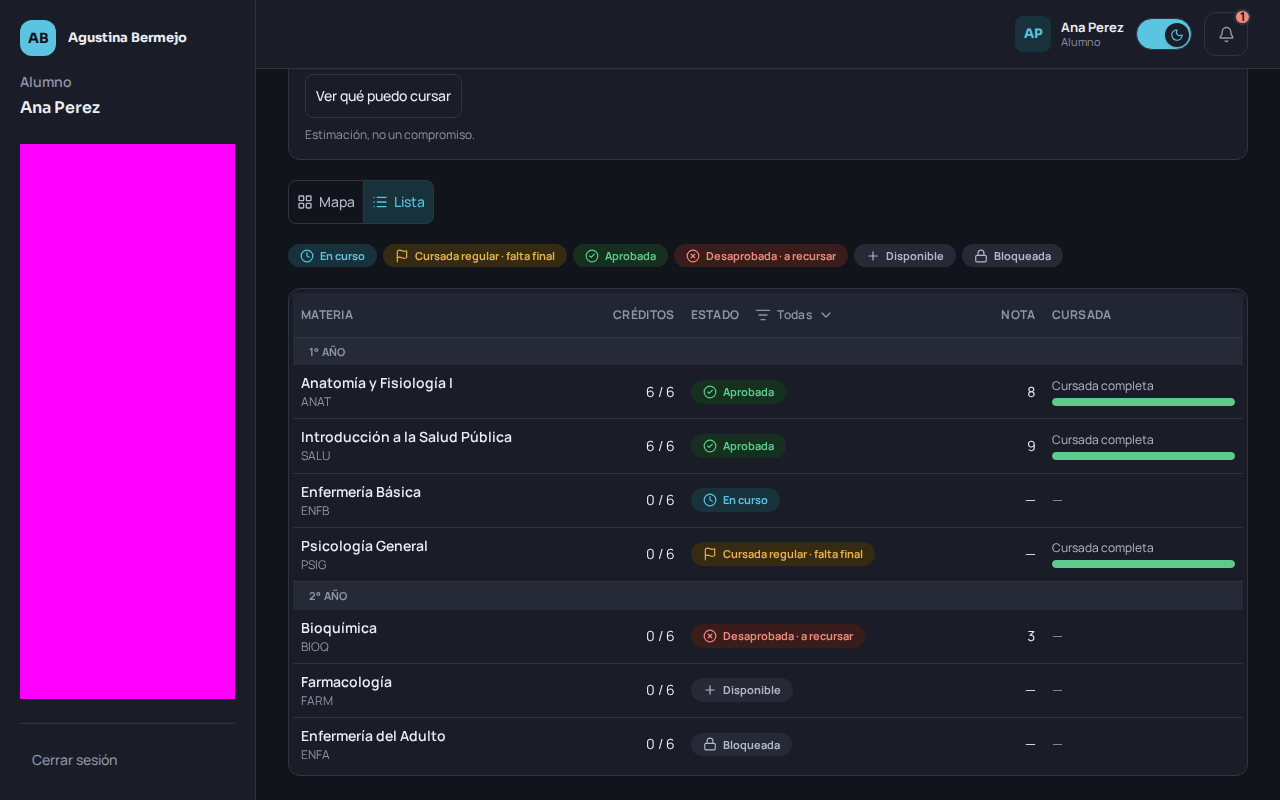 AB
Agustina Bermejo
Alumno
Ana Perez
Cerrar sesión
AP
Ana Perez
Alumno
1
Ver qué puedo cursar
Estimación, no un compromiso.
Mapa
Lista
En curso
Cursada regular · falta final
Aprobada
Desaprobada · a recursar
Disponible
Bloqueada
MATERIA CRÉDITOS ESTADO Todas NOTA CURSADA
1° AÑO
Anatomía y Fisiología I
ANAT
6 / 6 Aprobada 8 Cursada completa
Introducción a la Salud Pública
SALU
6 / 6 Aprobada 9 Cursada completa
Enfermería Básica
ENFB
0 / 6 En curso — —
Psicología General
PSIG
0 / 6 Cursada regular · falta final — Cursada completa
2° AÑO
Bioquímica
BIOQ
0 / 6 Desaprobada · a recursar 3 —
Farmacología
FARM
0 / 6 Disponible — —
Enfermería del Adulto
ENFA
0 / 6 Bloqueada — —